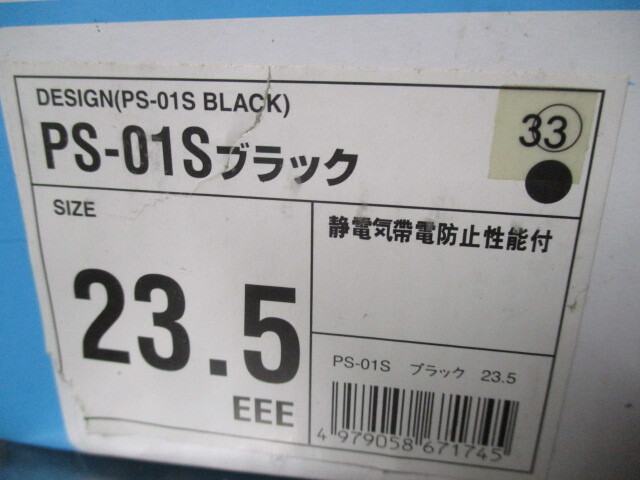 DESIGN(PS-01S BLACK)
PS-01Sブラック
33
SIZE
23.5
EEE
静電気帯電防止性能付
PS-01S ブラック 23.5
4 979058 671745